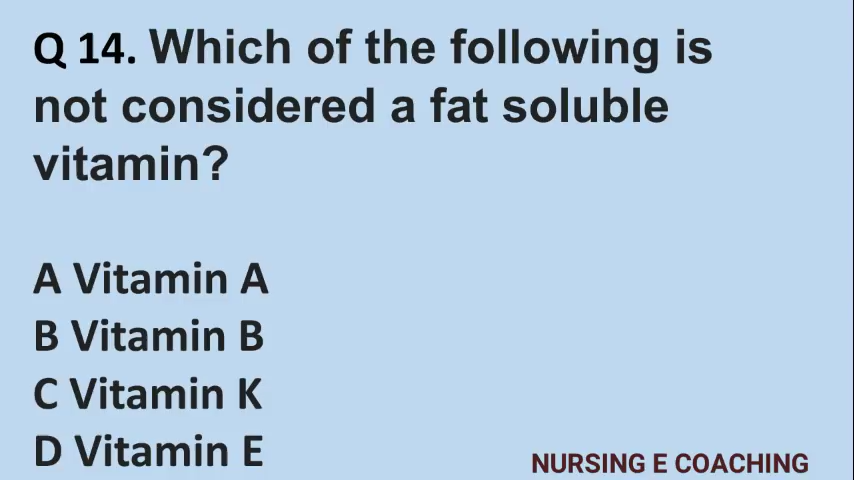 Q 14. Which of the following is
not considered a fat soluble
vitamin?
A Vitamin A
B Vitamin B
C Vitamin K
D Vitamin E
NURSING E COACHING